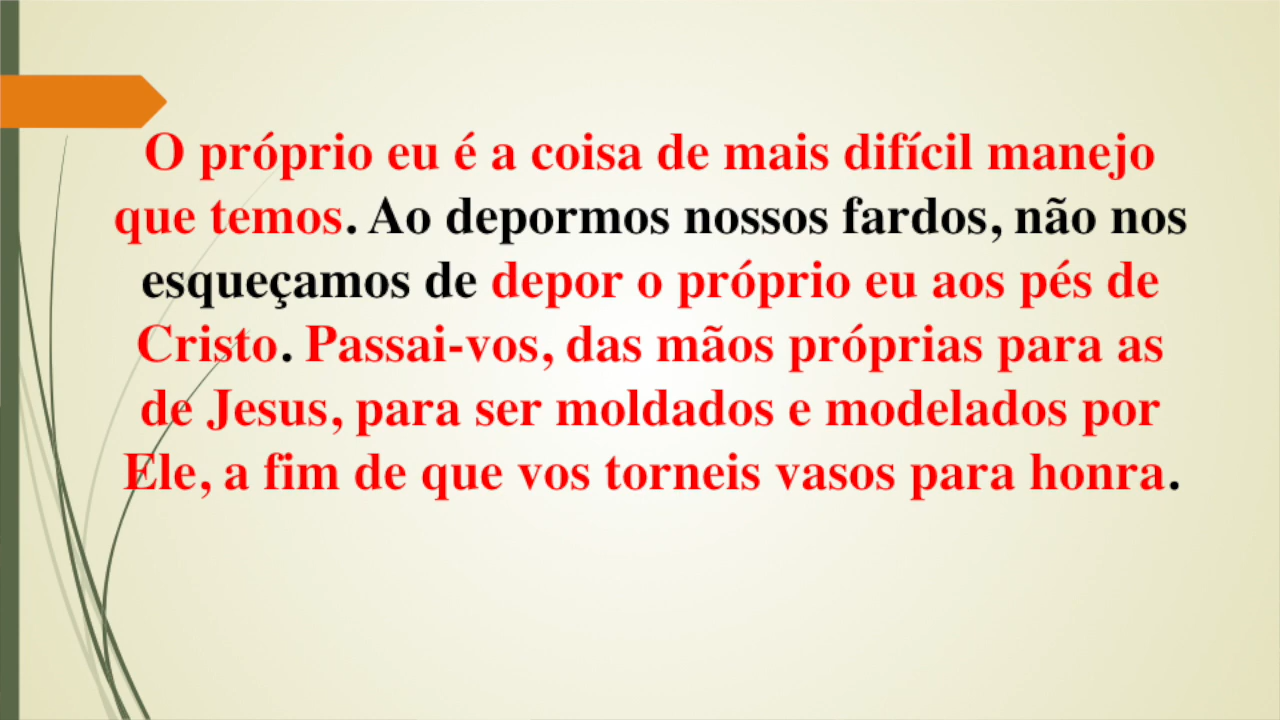 O próprio eu é a coisa de mais difícil manejo
que temos. Ao depormos nossos fardos, não nos
esqueçamos de depor o próprio eu aos pés de
Cristo. Passai-vos, das mãos próprias para as
de Jesus, para ser moldados e modelados por
Ele, a fim de que vos torneis vasos para honra.